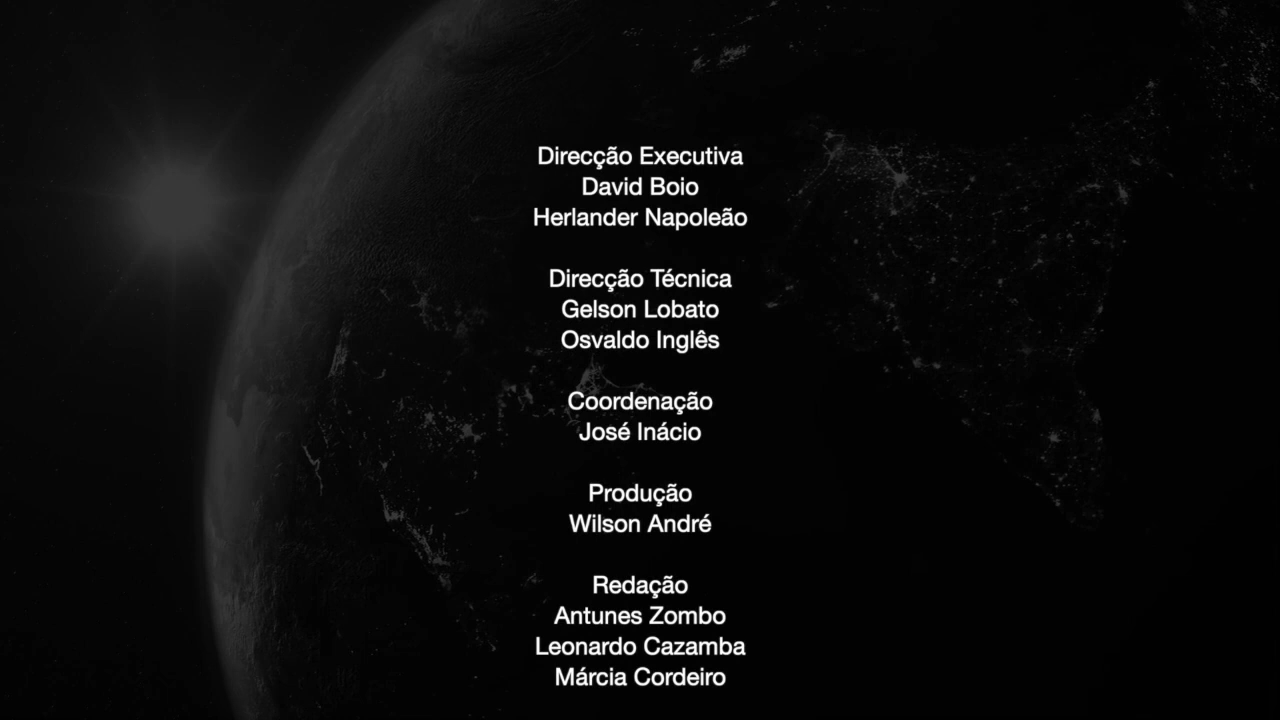 Direcção Executiva
David Boio
Herlander Napoleão
Direcção Técnica
Gelson Lobato
Osvaldo Inglês
Coordenação
José Inácio
Produção
Wilson André
Redação
Antunes Zombo
Leonardo Cazamba
Márcia Cordeiro